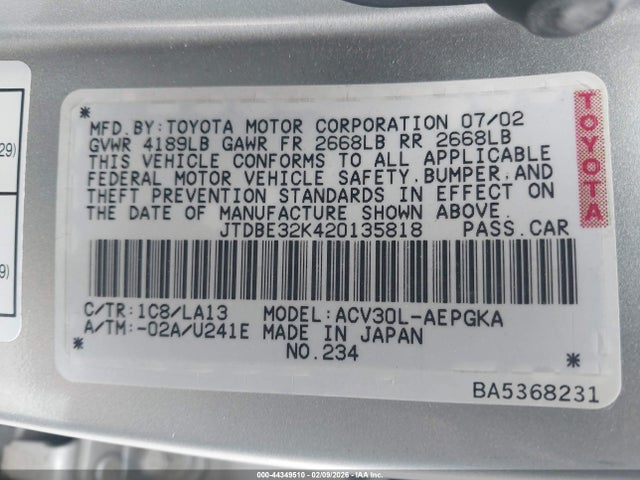 29)
9)
MFD.BY:TOYOTA MOTOR CORPORATION 07/02
GVWR 4189LB GAWR FR 2668LB RR 2668LB
THIS VEHICLE CONFORMS TO ALL APPLICABLE
FEDERAL MOTOR VEHICLE SAFETY,BUMPER,AND
THEFT PREVENTION STANDARDS IN EFFECT ON
THE DATE OF MANUFACTURE SHOWN ABOVE.
JTDBE32K420135818 PASS.CAR
TOYOTA
C/TR:1C8/LA13 MODEL:ACV30L-AEPGKA
A/TM:-02A/U241E MADE IN JAPAN
NO.234
BA5368231
000-44349510 - 02/09/2026 - IAA Inc.